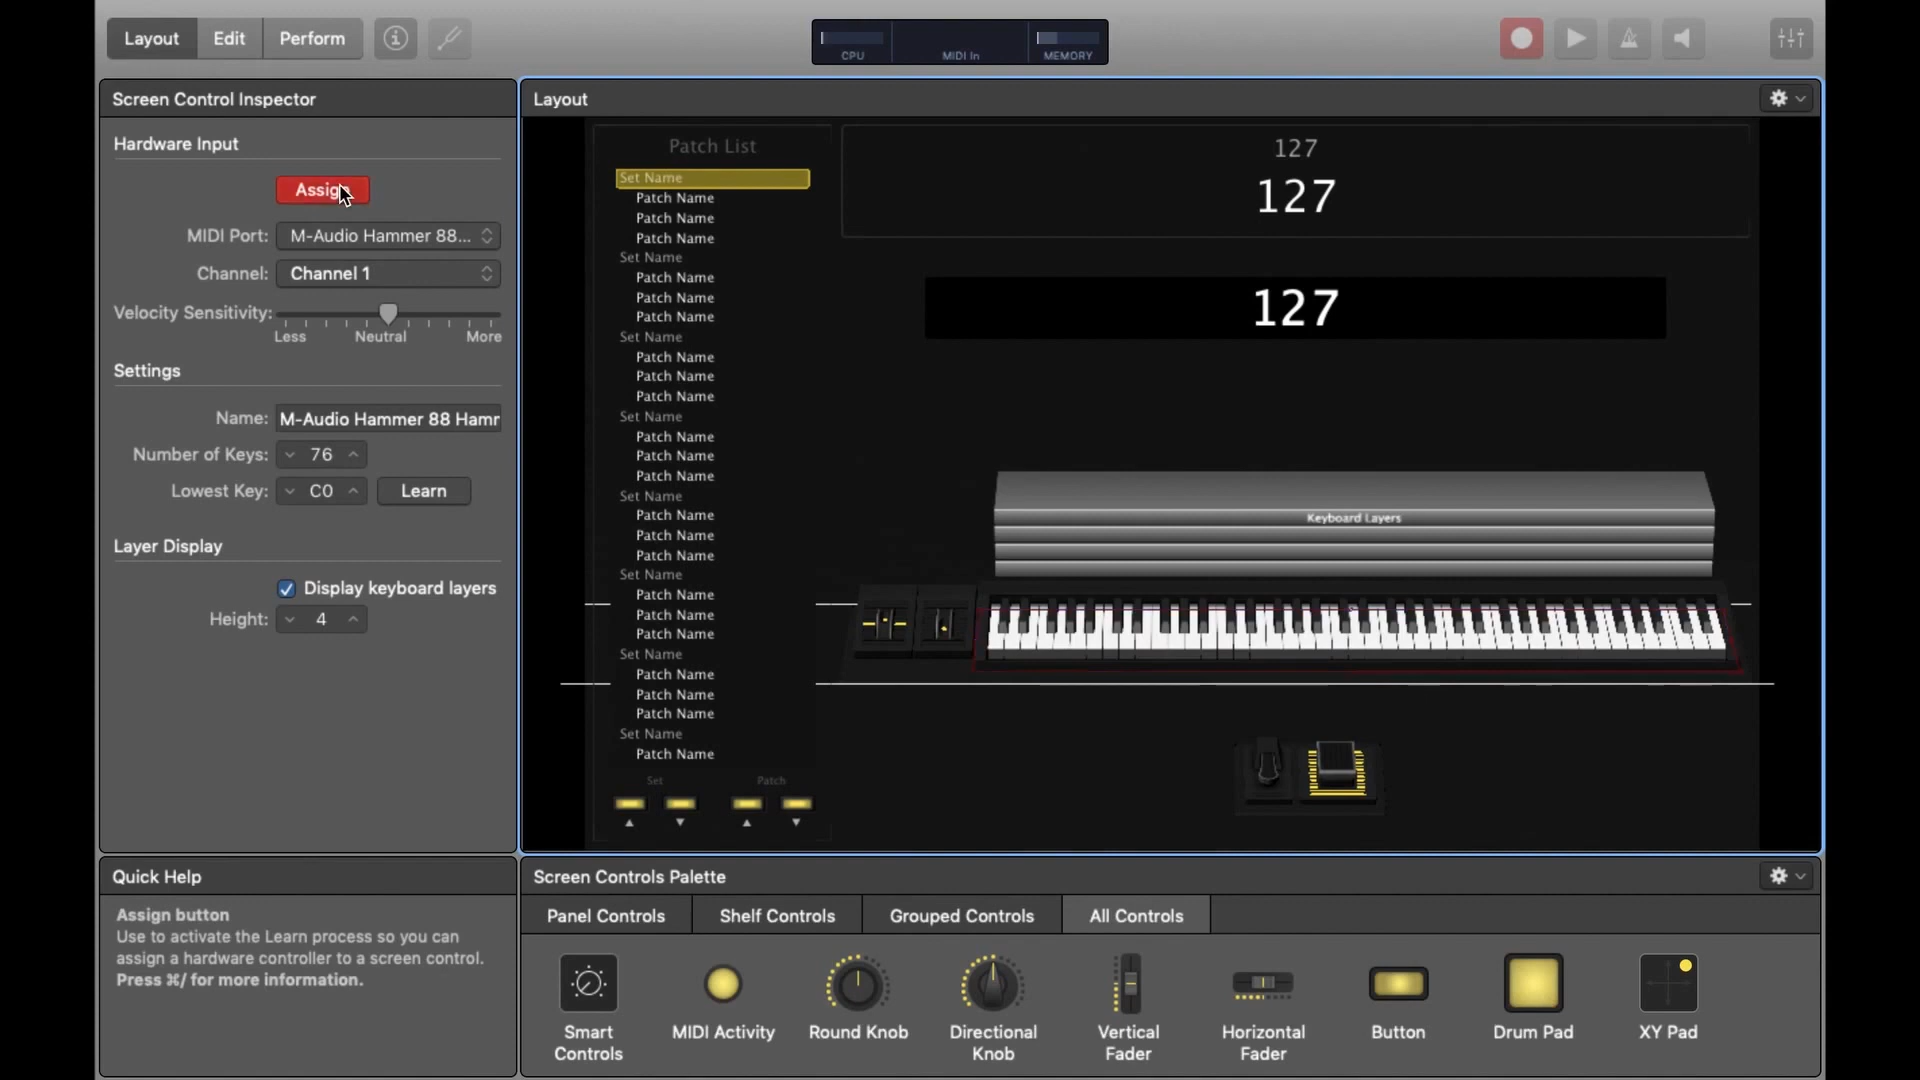 Layout
Edit
Perform
CPU
MIDI In
MEMORY
Screen Control Inspector
Hardware Input
Assign
MIDI Port:
M-Audio Hammer 88...
Channel:
Channel 1
Velocity Sensitivity:
Less
Neutral
More
Settings
Name:
M-Audio Hammer 88 Hamr
Number of Keys:
76
Lowest Key:
C0
Learn
Layer Display
Display keyboard layers
Height:
4
Quick Help
Assign button
Use to activate the Learn process so you can
assign a hardware controller to a screen control.
Press ⌘/ for more information.
Layout
Patch List
Set Name
Patch Name
Patch Name
Patch Name
Set Name
Patch Name
Patch Name
Patch Name
Set Name
Patch Name
Patch Name
Patch Name
Set Name
Patch Name
Patch Name
Patch Name
Set Name
Patch Name
Patch Name
Patch Name
Set Name
Patch Name
Patch Name
Patch Name
Set Name
Patch Name
Patch Name
Patch Name
Set Name
Patch Name
Set
Patch
127
127
127
Keyboard Layers
Screen Controls Palette
Panel Controls
Shelf Controls
Grouped Controls
All Controls
Smart
Controls
MIDI Activity
Round Knob
Directional
Knob
Vertical
Fader
Horizontal
Fader
Button
Drum Pad
XY Pad